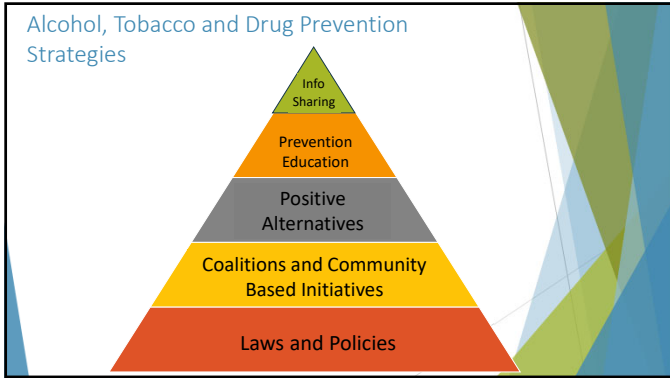 Alcohol, Tobacco and Drug Prevention
Strategies
Info
Sharing
Prevention
Education
Positive
Alternatives
Coalitions and Community
Based Initiatives
Laws and Policies